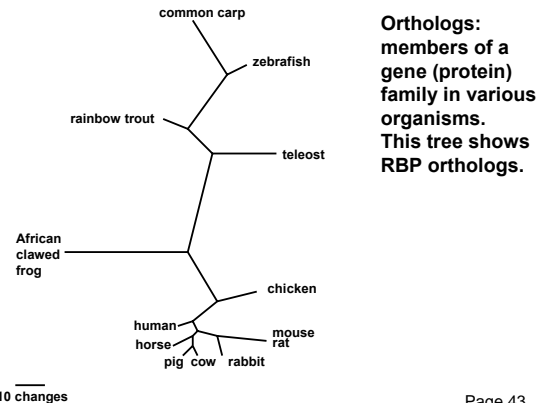 common carp
zebrafish
rainbow trout
teleost
African
clawed
frog
chicken
human
mouse
rat
horse
pig cow rabbit
10 changes
Orthologs:
members of a
gene (protein)
family in various
organisms.
This tree shows
RBP orthologs.
Page 43